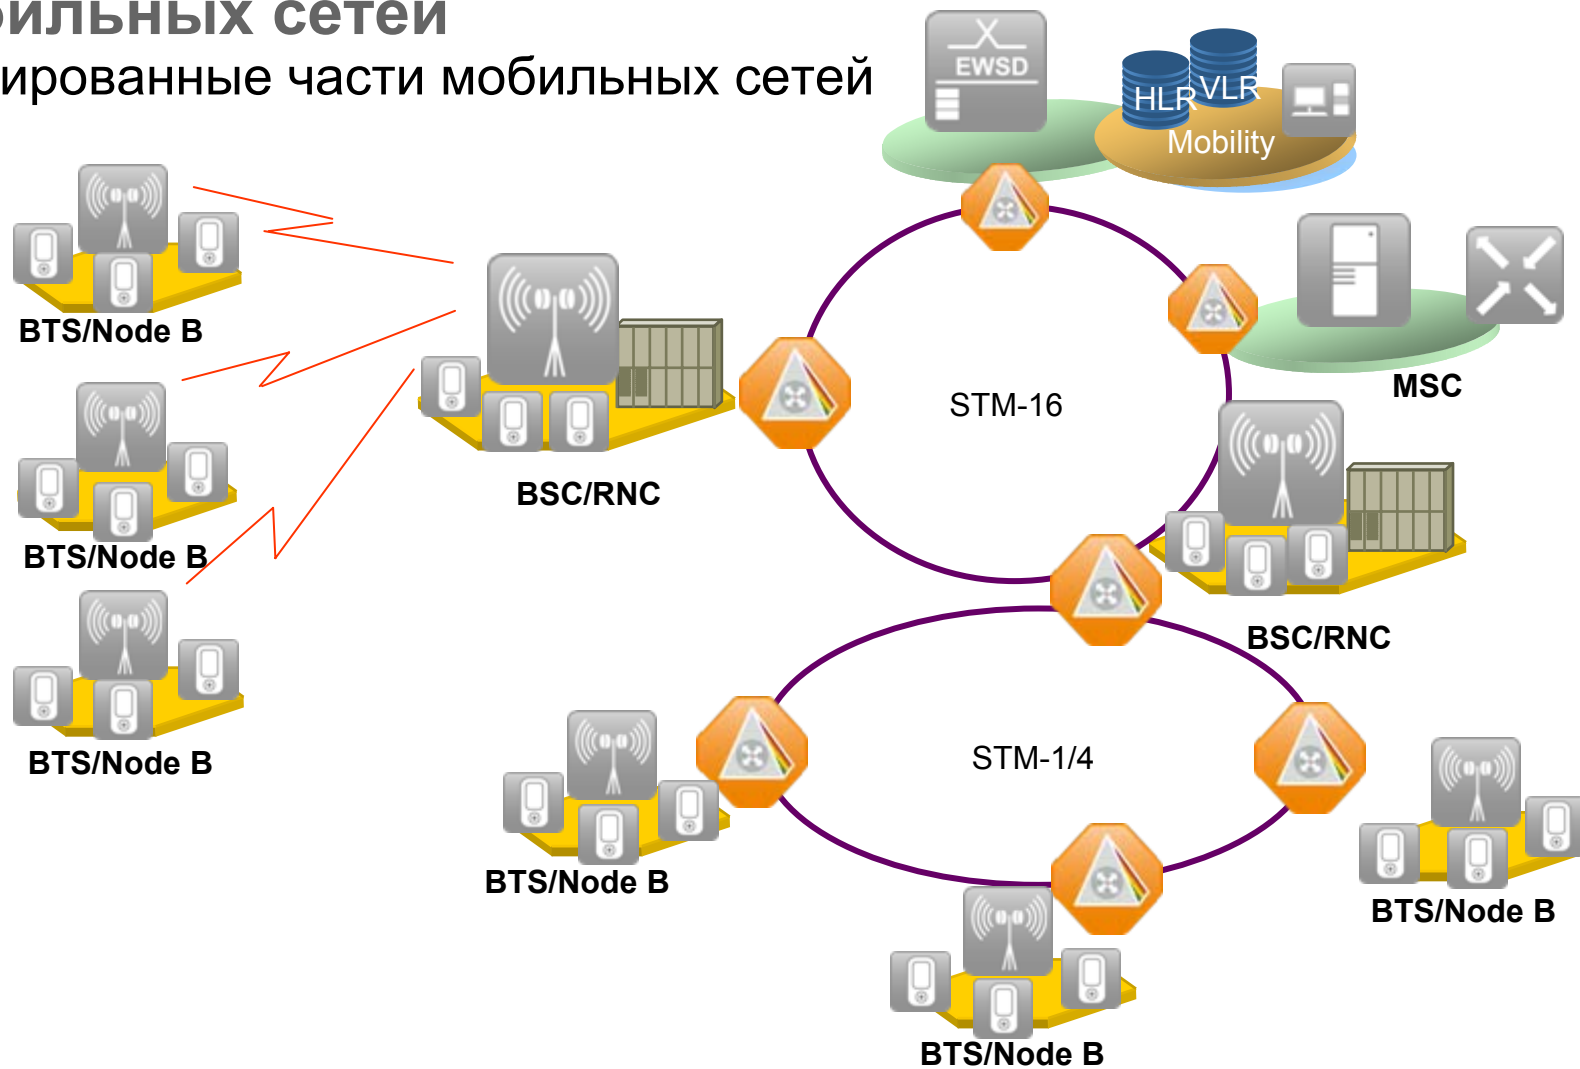 бильных сетей
ированные части мобильных сетей
EWSD
HLR
VLR
Mobility
BTS/Node B
MSC
STM-16
BSC/RNC
BTS/Node B
BSC/RNC
BTS/Node B
STM-1/4
BTS/Node B
BTS/Node B
BTS/Node B